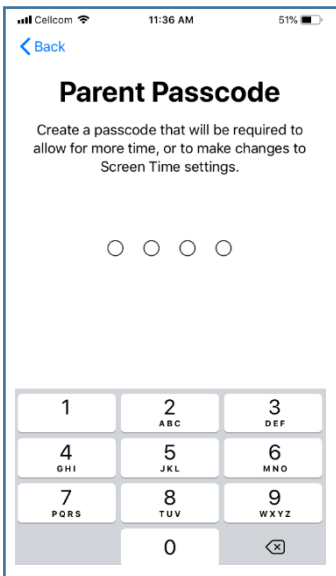 Cellcom 11:36 AM 51%
Back
Parent Passcode
Create a passcode that will be required to
allow for more time, or to make changes to
Screen Time settings.
1 2 3
ABC DEF
4 5 6
GHI JKL MNO
7 8 9
PQRS TUV WXYZ
0